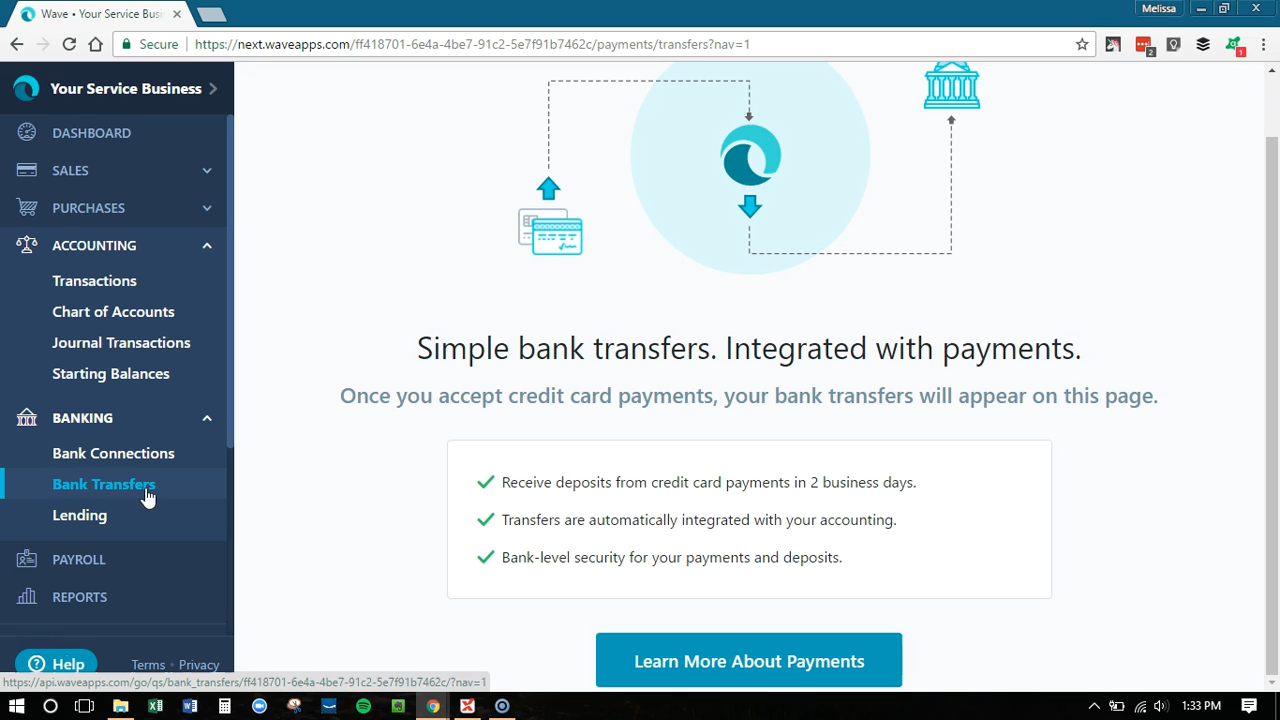 Wave • Your Service Busi
Melissa
Secure
https://next.waveapps.com/ff418701-6e4a-4be7-91c2-5e7f91b7462c/payments/transfers?nav=1
2
1
Your Service Business
DASHBOARD
SALES
PURCHASES
ACCOUNTING
Transactions
Chart of Accounts
Journal Transactions
Starting Balances
BANKING
Bank Connections
Bank Transfers
Lending
PAYROLL
REPORTS
? Help
Terms • Privacy
Simple bank transfers. Integrated with payments.
Once you accept credit card payments, your bank transfers will appear on this page.
Receive deposits from credit card payments in 2 business days.
Transfers are automatically integrated with your accounting.
Bank-level security for your payments and deposits.
Learn More About Payments
https://api.waveapps.com/go/qs/bank_transfers/ff418701-6e4a-4be7-91c2-5e7f91b7462c/?nav=1
1:33 PM